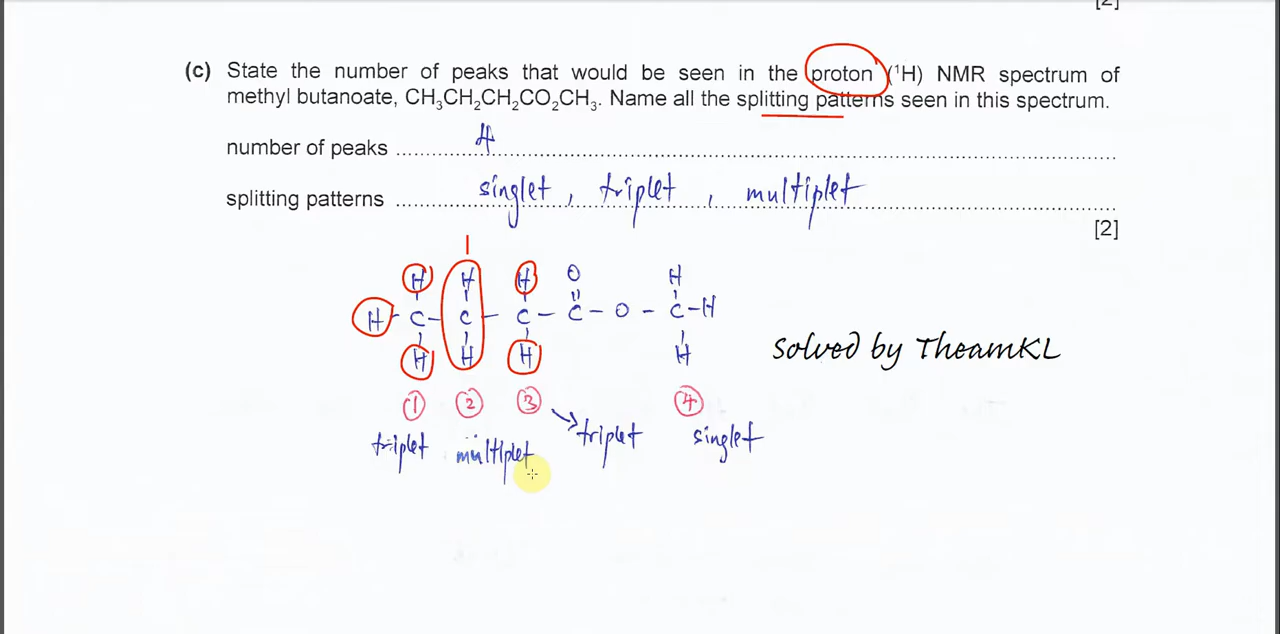 [2]
(c) State the number of peaks that would be seen in the proton (¹H) NMR spectrum of
methyl butanoate, CH₃CH₂CH₂CO₂CH₃. Name all the splitting patterns seen in this spectrum.
number of peaks ...... 4 ......
splitting patterns ...... singlet , triplet , multiplet ......
[2]
H H H O H
H - C - C - C - C - O - C - H
H H H H
① ② ③ ④
triplet multiplet triplet singlet
Solved by TheamKL